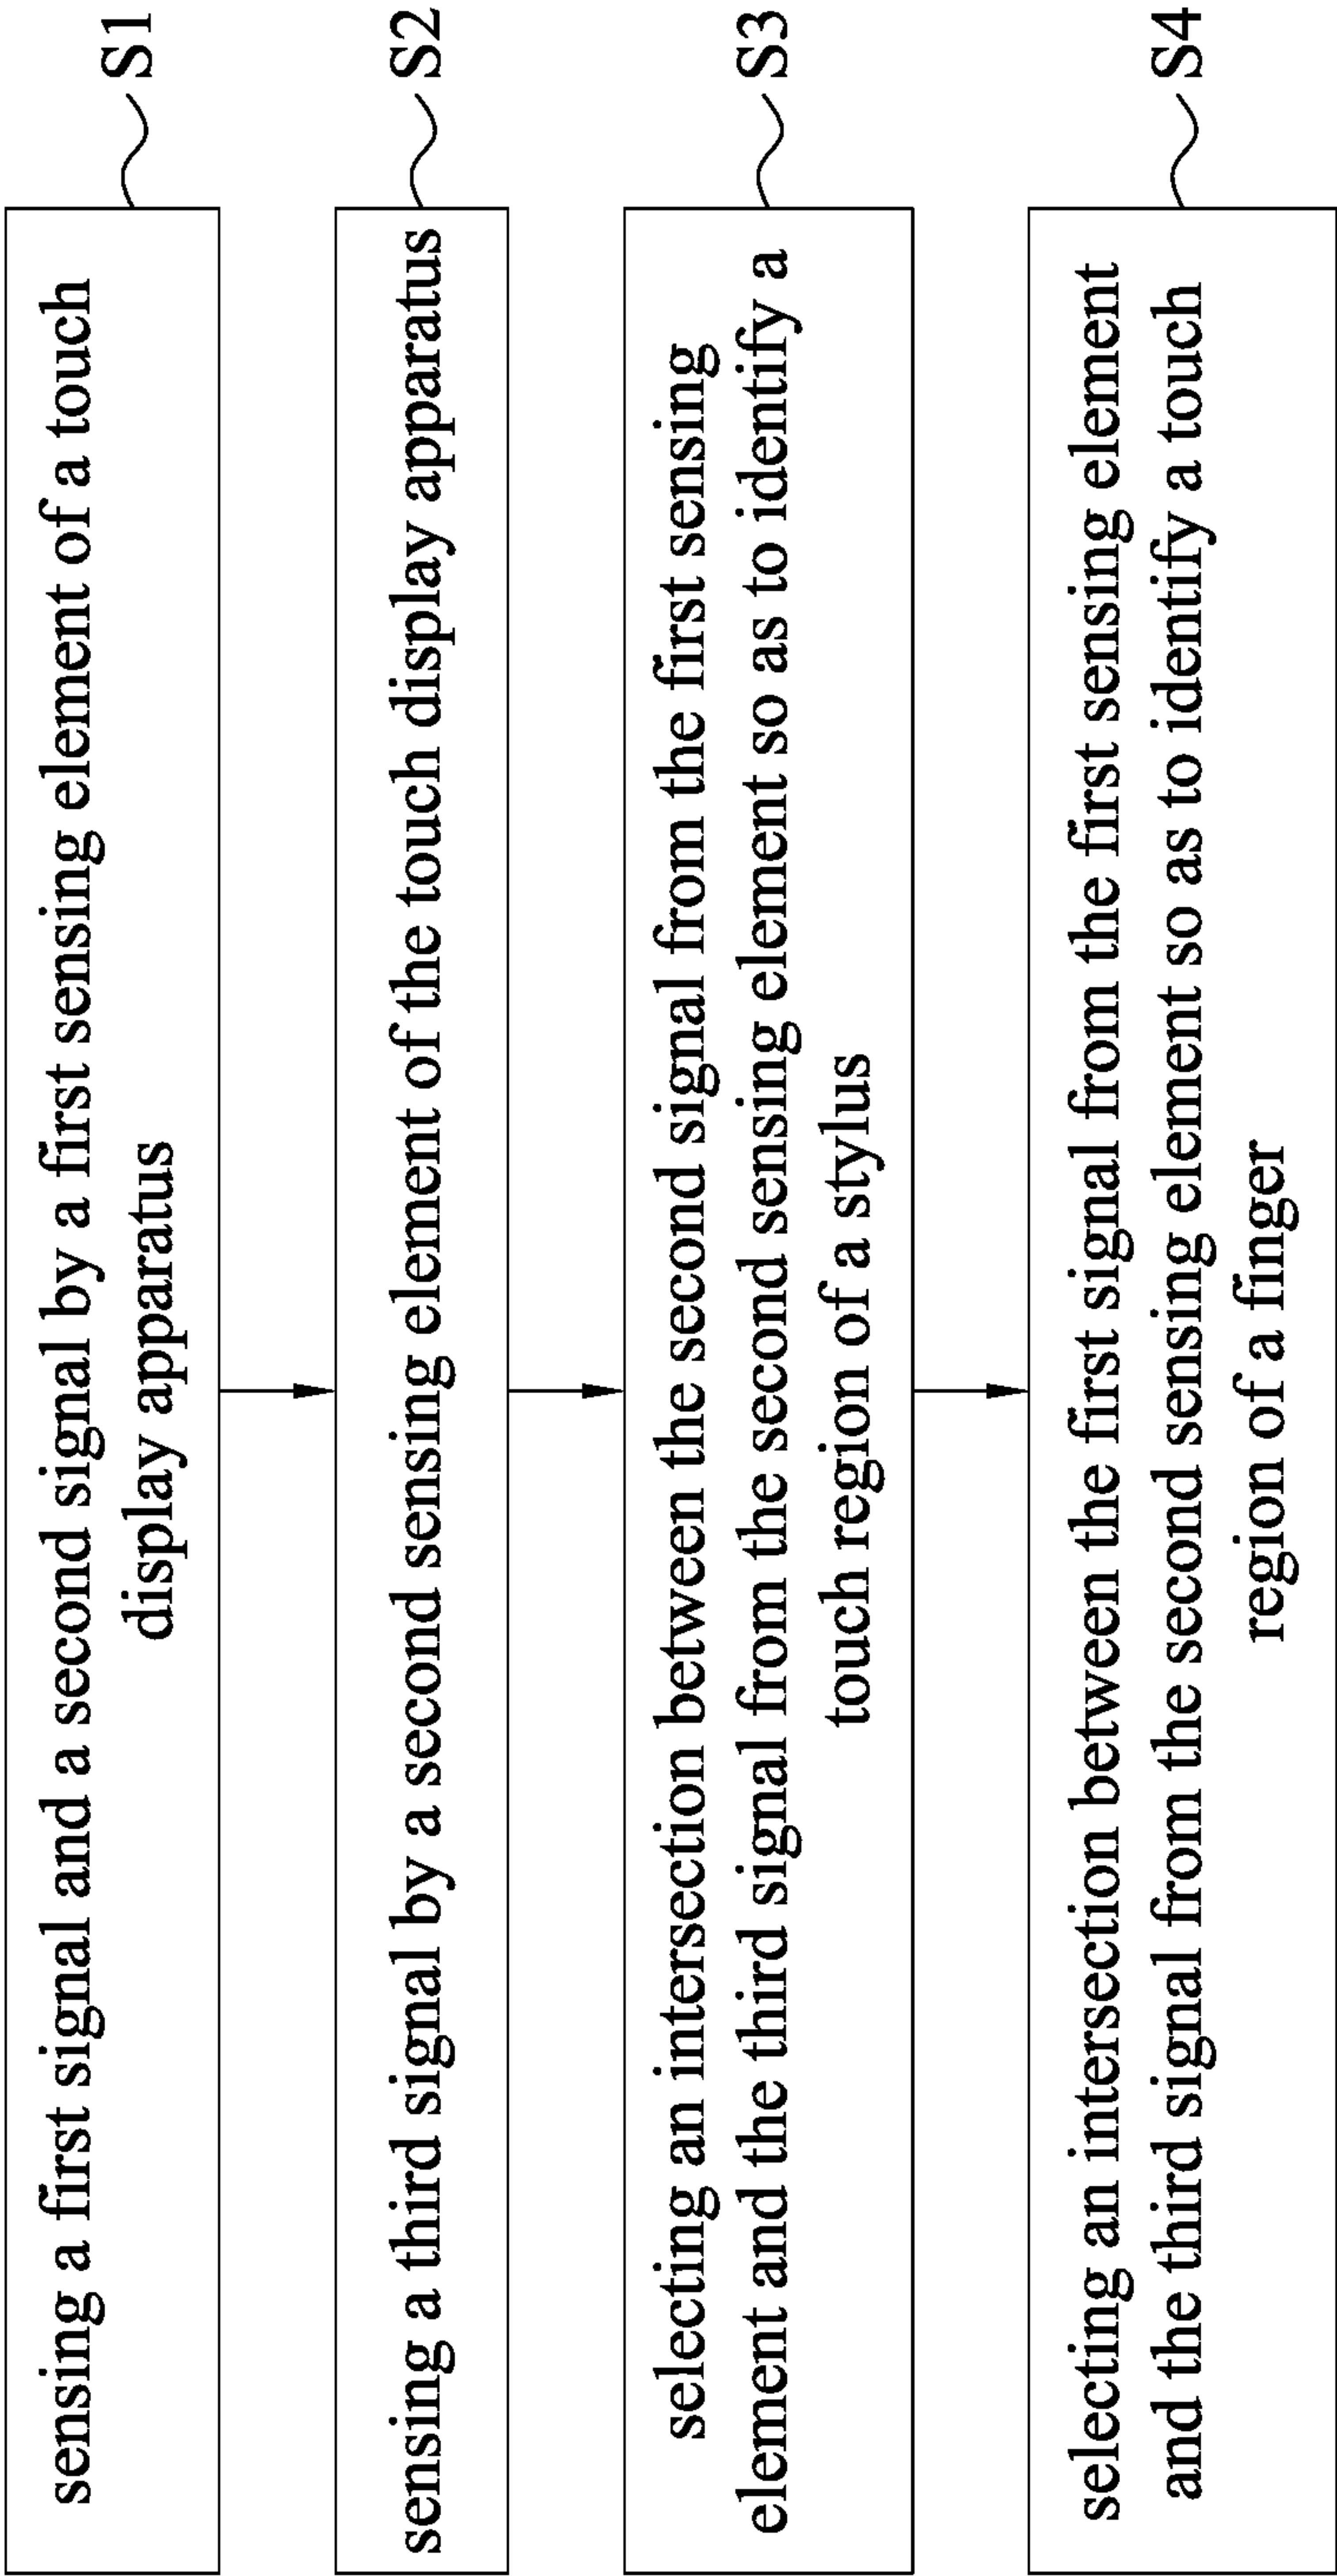 sensing a first signal and a second signal by a first sensing element of a touch
display apparatus
S1
sensing a third signal by a second sensing element of the touch display apparatus
S2
selecting an intersection between the second signal from the first sensing
element and the third signal from the second sensing element so as to identify a
touch region of a stylus
S3
selecting an intersection between the first signal from the first sensing element
and the third signal from the second sensing element so as to identify a touch
region of a finger
S4